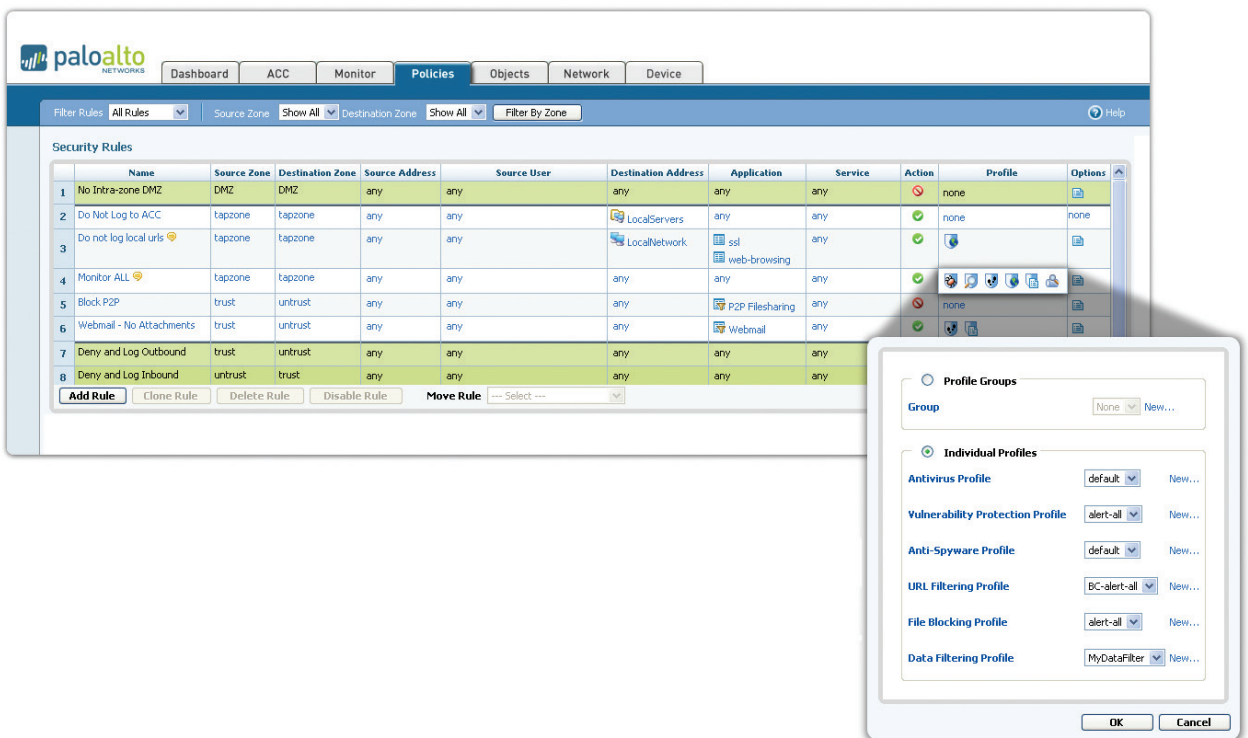 paloalto
NETWORKS
Dashboard ACC Monitor Policies Objects Network Device
Filter Rules All Rules Source Zone Show All Destination Zone Show All Filter By Zone Help
Security Rules
Name Source Zone Destination Zone Source Address Source User Destination Address Application Service Action Profile Options
1 No Intra-zone DMZ DMZ DMZ any any any any any none
2 Do Not Log to ACC tapzone tapzone any any LocalServers any any none none
3 Do not log local urls tapzone tapzone any any LocalNetwork ssl any
web-browsing
4 Monitor ALL tapzone tapzone any any any any any
5 Block P2P trust untrust any any any P2P Filesharing any none
6 Webmail - No Attachments trust untrust any any any Webmail any
7 Deny and Log Outbound trust untrust any any any any any
8 Deny and Log Inbound untrust trust any any any any any
Add Rule Clone Rule Delete Rule Disable Rule Move Rule --- Select ---
Profile Groups
Group None New...
Individual Profiles
Antivirus Profile default New...
Vulnerability Protection Profile alert-all New...
Anti-Spyware Profile default New...
URL Filtering Profile BC-alert-all New...
File Blocking Profile alert-all New...
Data Filtering Profile MyDataFilter New...
OK Cancel